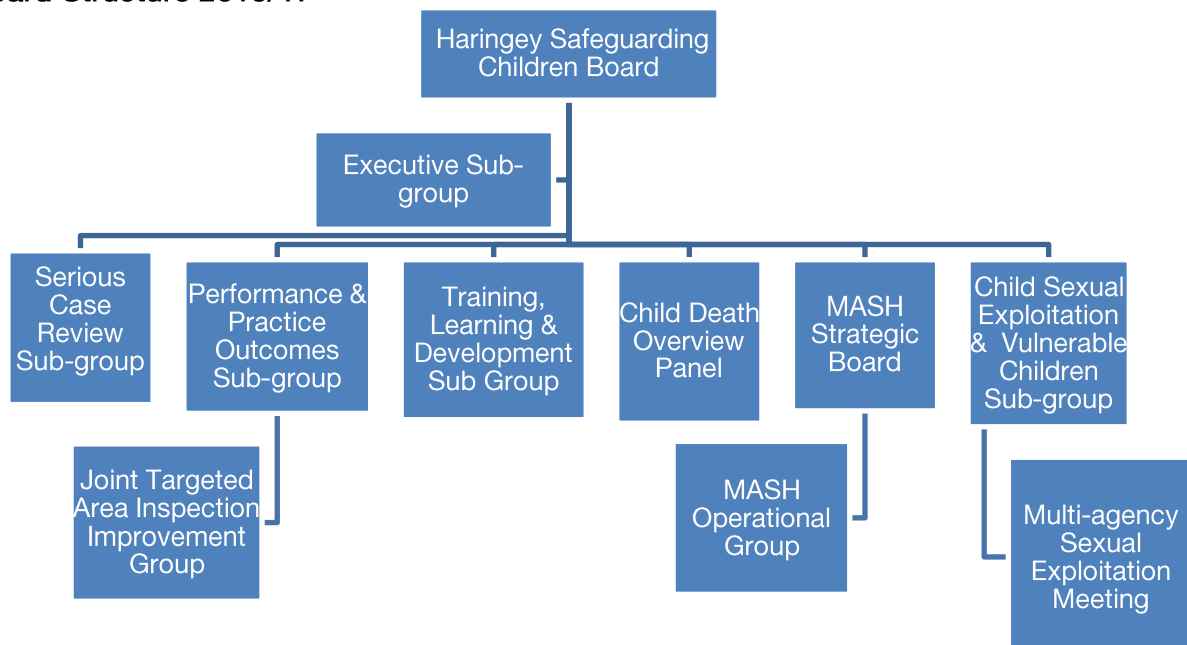 Structure
Haringey Safeguarding
Children Board
Executive Sub-
group
Serious
Case
Review
Sub-group
Performance &
Practice
Outcomes
Sub-group
Training,
Learning &
Development
Sub Group
Child Death
Overview
Panel
MASH
Strategic
Board
Child Sexual
Exploitation
& Vulnerable
Children
Sub-group
Joint Targeted
Area Inspection
Improvement
Group
MASH
Operational
Group
Multi-agency
Sexual
Exploitation
Meeting